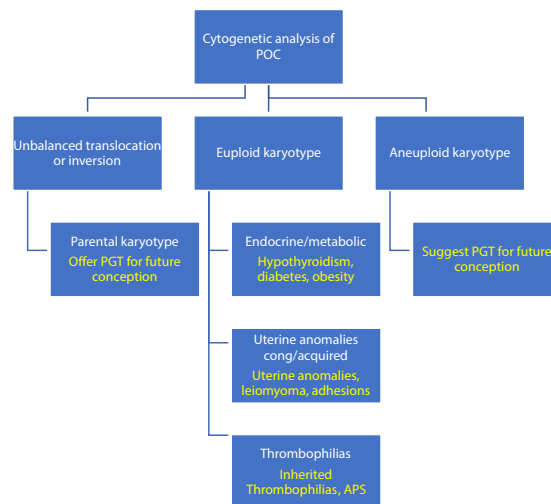 Cytogenetic analysis of
POC
Unbalanced translocation
or inversion
Euploid karyotype
Aneuploid karyotype
Parental karyotype
Offer PGT for future
conception
Endocrine/metabolic
Hypothyroidism,
diabetes, obesity
Suggest PGT for future
conception
Uterine anomalies
cong/acquired
Uterine anomalies,
leiomyoma, adhesions
Thrombophilias
Inherited
Thrombophilias, APS